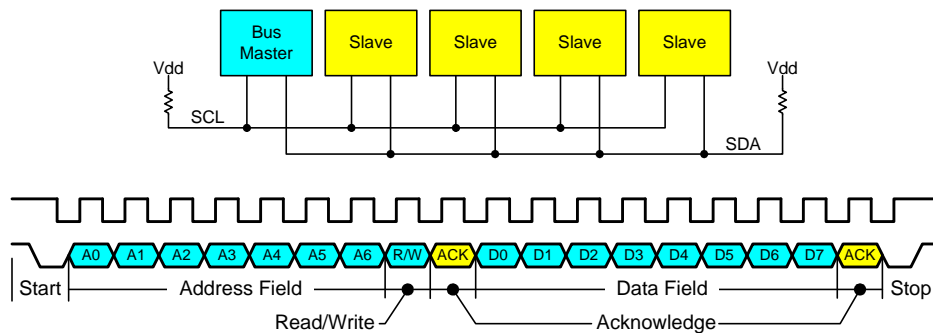 Bus Master Slave Slave Slave Slave
Vdd Vdd
SCL
SDA
A0 A1 A2 A3 A4 A5 A6 R/W ACK D0 D1 D2 D3 D4 D5 D6 D7 ACK
Start Address Field Data Field Stop
Read/Write Acknowledge